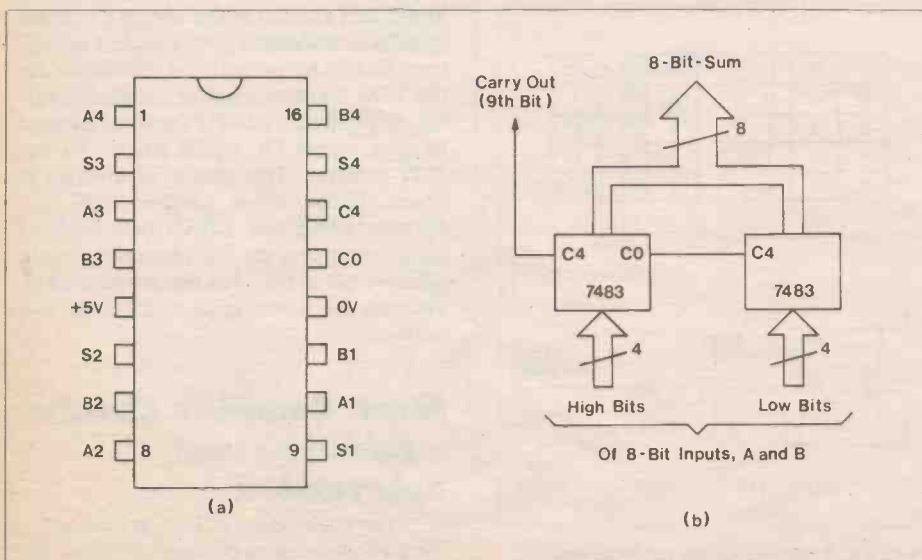 A4 1 16 B4
S3 S4
A3 C4
B3 C0
+5V 0V
S2 B1
B2 A1
A2 8 9 S1
(a)
8-Bit-Sum
Carry Out
(9th Bit)
8
C4 C0 C4
7483 7483
4 4
High Bits Low Bits
Of 8-Bit Inputs, A and B
(b)